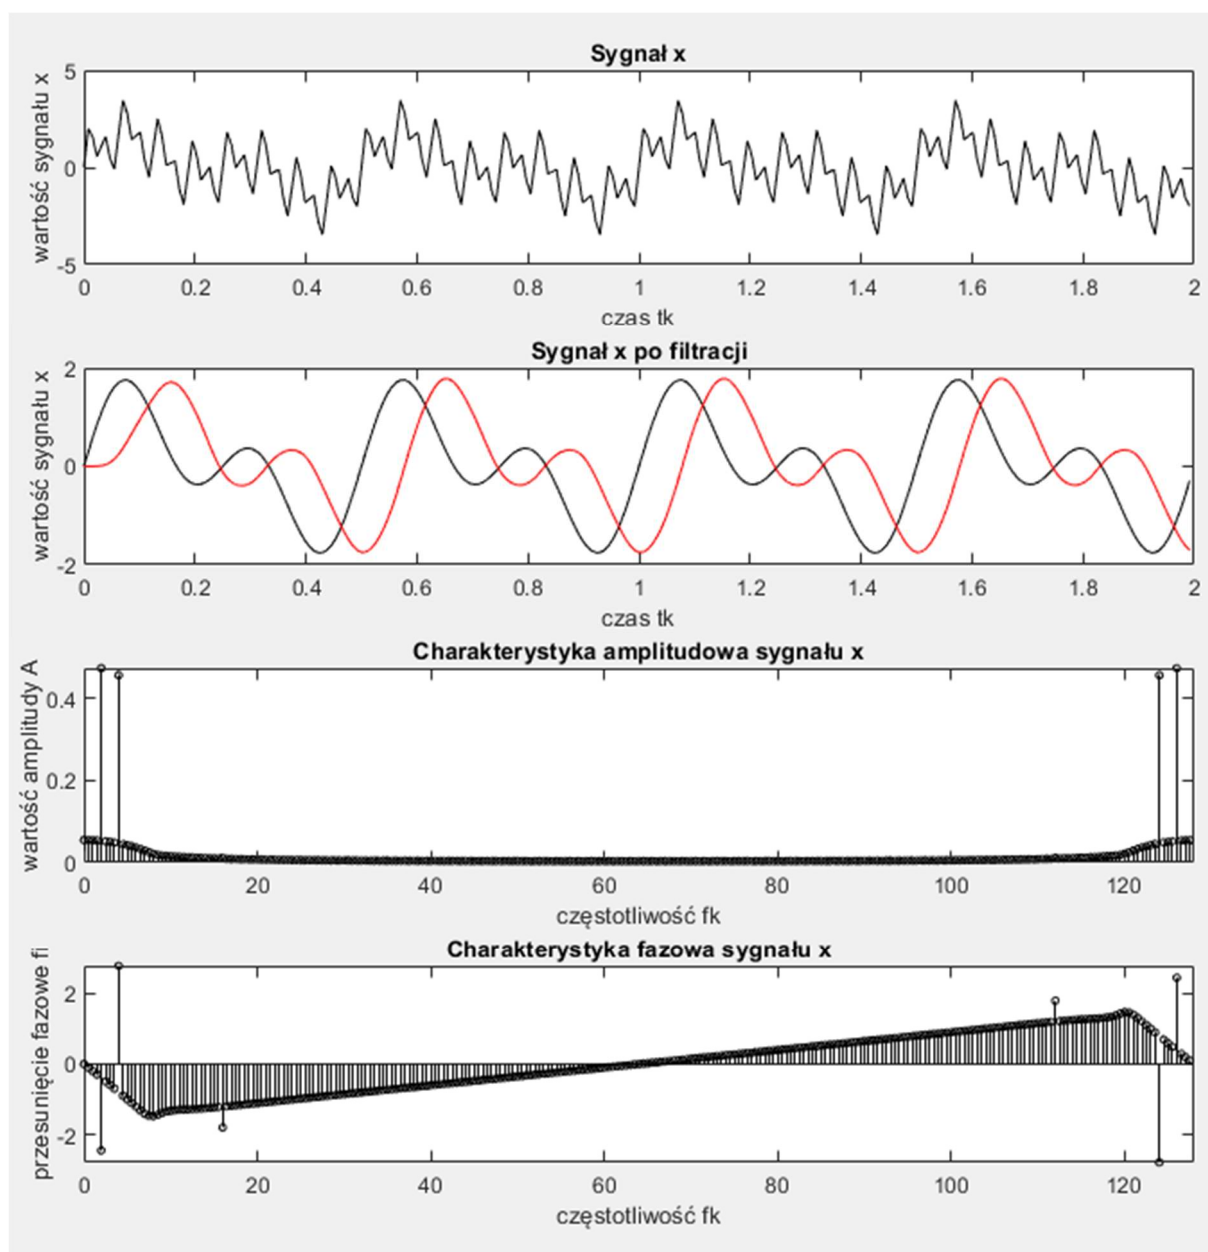 Sygnał x
wartość sygnału x
5
0
-5
0 0.2 0.4 0.6 0.8 1 1.2 1.4 1.6 1.8 2
czas tk
Sygnał x po filtracji
wartość sygnału x
2
0
-2
0 0.2 0.4 0.6 0.8 1 1.2 1.4 1.6 1.8 2
czas tk
Charakterystyka amplitudowa sygnału x
wartość amplitudy A
0.4
0.2
0
0 20 40 60 80 100 120
częstotliwość fk
Charakterystyka fazowa sygnału x
przesunięcie fazowe fi
2
0
-2
0 20 40 60 80 100 120
częstotliwość fk